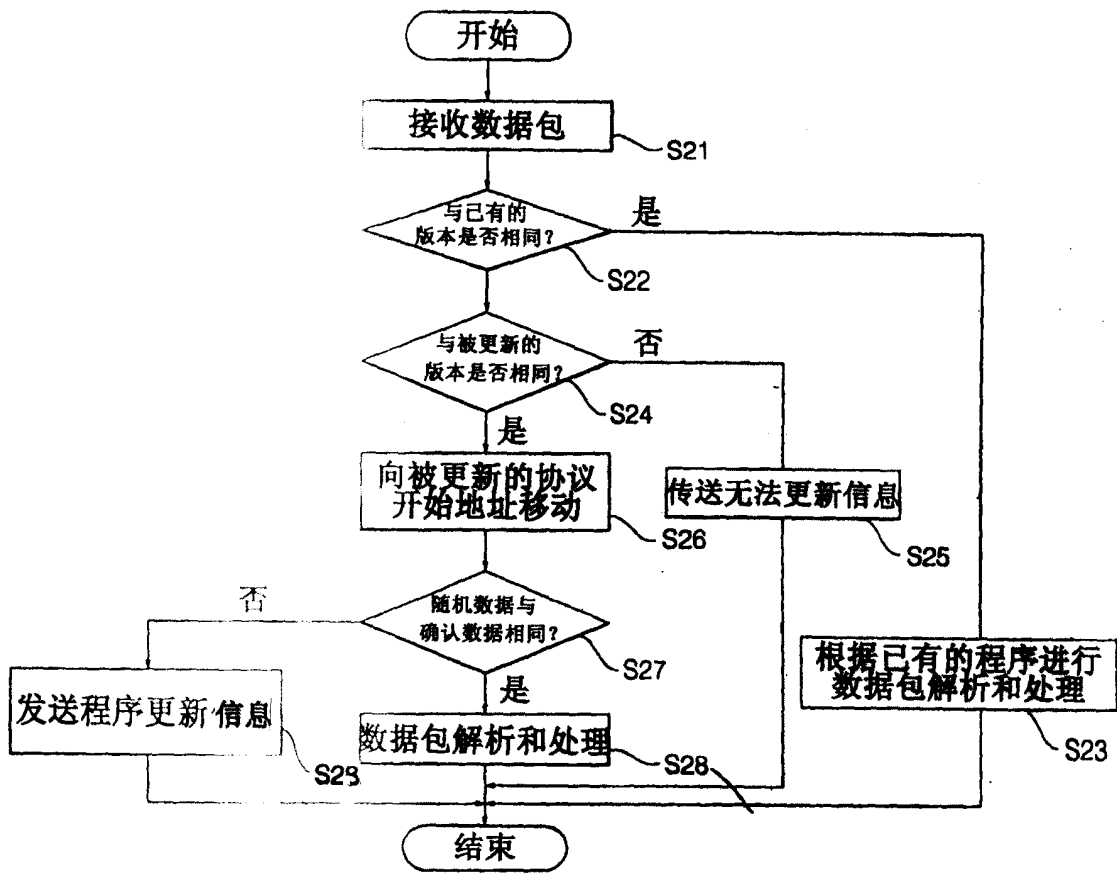 开始
接收数据包
S21
与已有的
版本是否相同？
是
S22
与被更新的
版本是否相同？
否
S24
是
向被更新的协议
开始地址移动
S26
传送无法更新信息
S25
否
随机数据与
确认数据相同？
S27
是
根据已有的程序进行
数据包解析和处理
S23
发送程序更新信息
数据包解析和处理
S28
结束